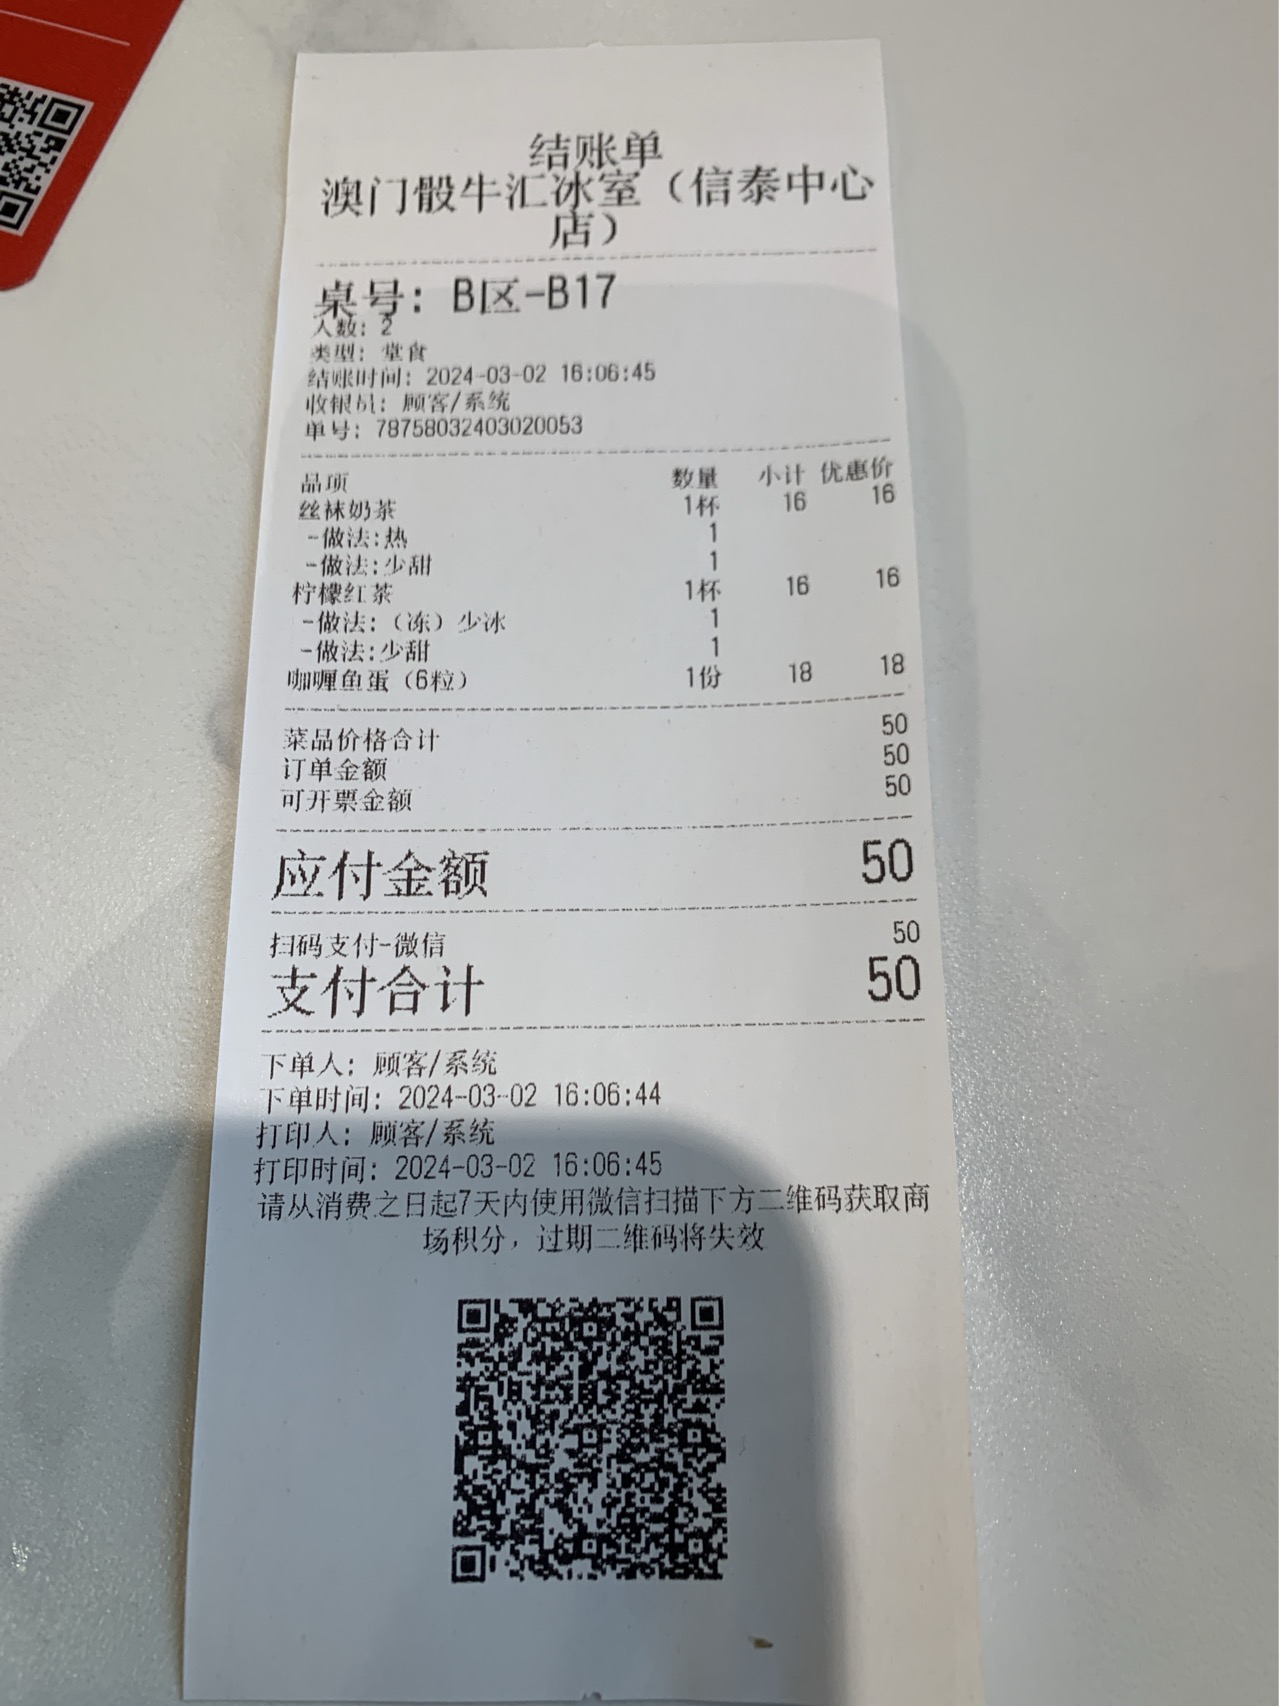 结账单
澳门骰牛汇冰室（信泰中心
店）
桌号：B区-B17
人数：2
类型：堂食
结账时间：2024-03-02 16:06:45
收银员：顾客/系统
单号：78758032403020053
品项 数量 小计 优惠价
丝袜奶茶 1杯 16 16
-做法:热 1
-做法:少甜 1
柠檬红茶 1杯 16 16
-做法:（冻）少冰 1
-做法:少甜 1
咖喱鱼蛋（6粒） 1份 18 18
菜品价格合计 50
订单金额 50
可开票金额 50
应付金额 50
扫码支付-微信 50
支付合计 50
下单人：顾客/系统
下单时间：2024-03-02 16:06:44
打印人：顾客/系统
打印时间：2024-03-02 16:06:45
请从消费之日起7天内使用微信扫描下方二维码获取商
场积分，过期二维码将失效